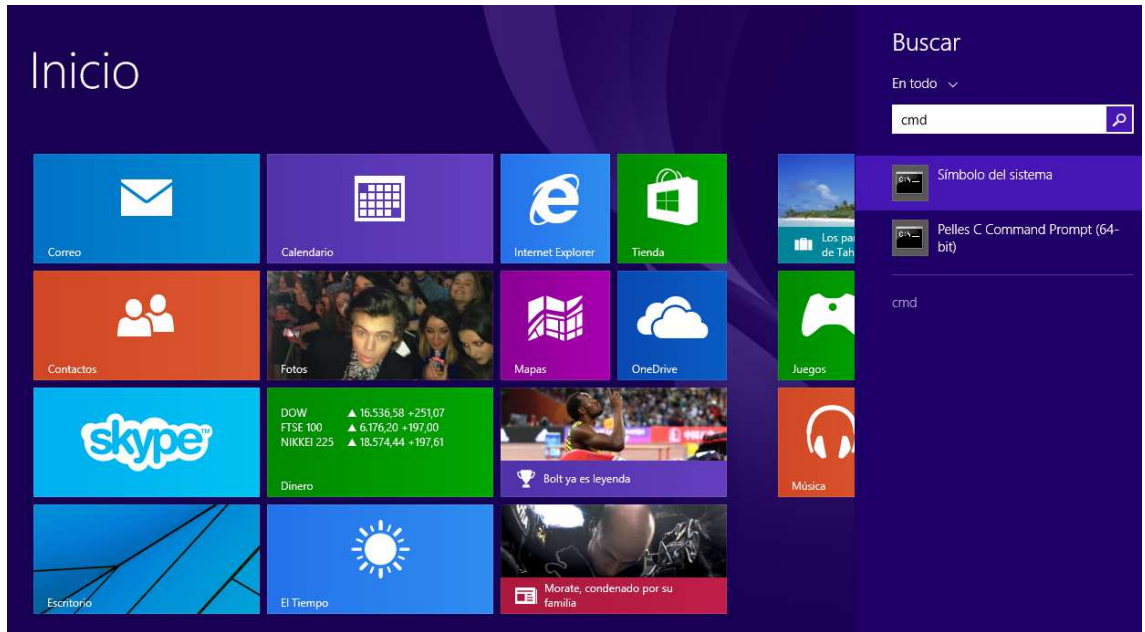 Inicio
Buscar
En todo
cmd
Símbolo del sistema
Pelles C Command Prompt (64-
bit)
cmd
Correo
Calendario
Internet Explorer
Tienda
de Tah
Contactos
Fotos
Mapas
OneDrive
Juegos
skype™
DOW ▲ 16.536,58 +251,07
FTSE 100 ▲ 6.176,20 +197,00
NIKKEI 225 ▲ 18.574,44 +197,61
Dinero
Bolt ya es leyenda
Música
Escritorio
El Tiempo
Morate, condenado por su
familia